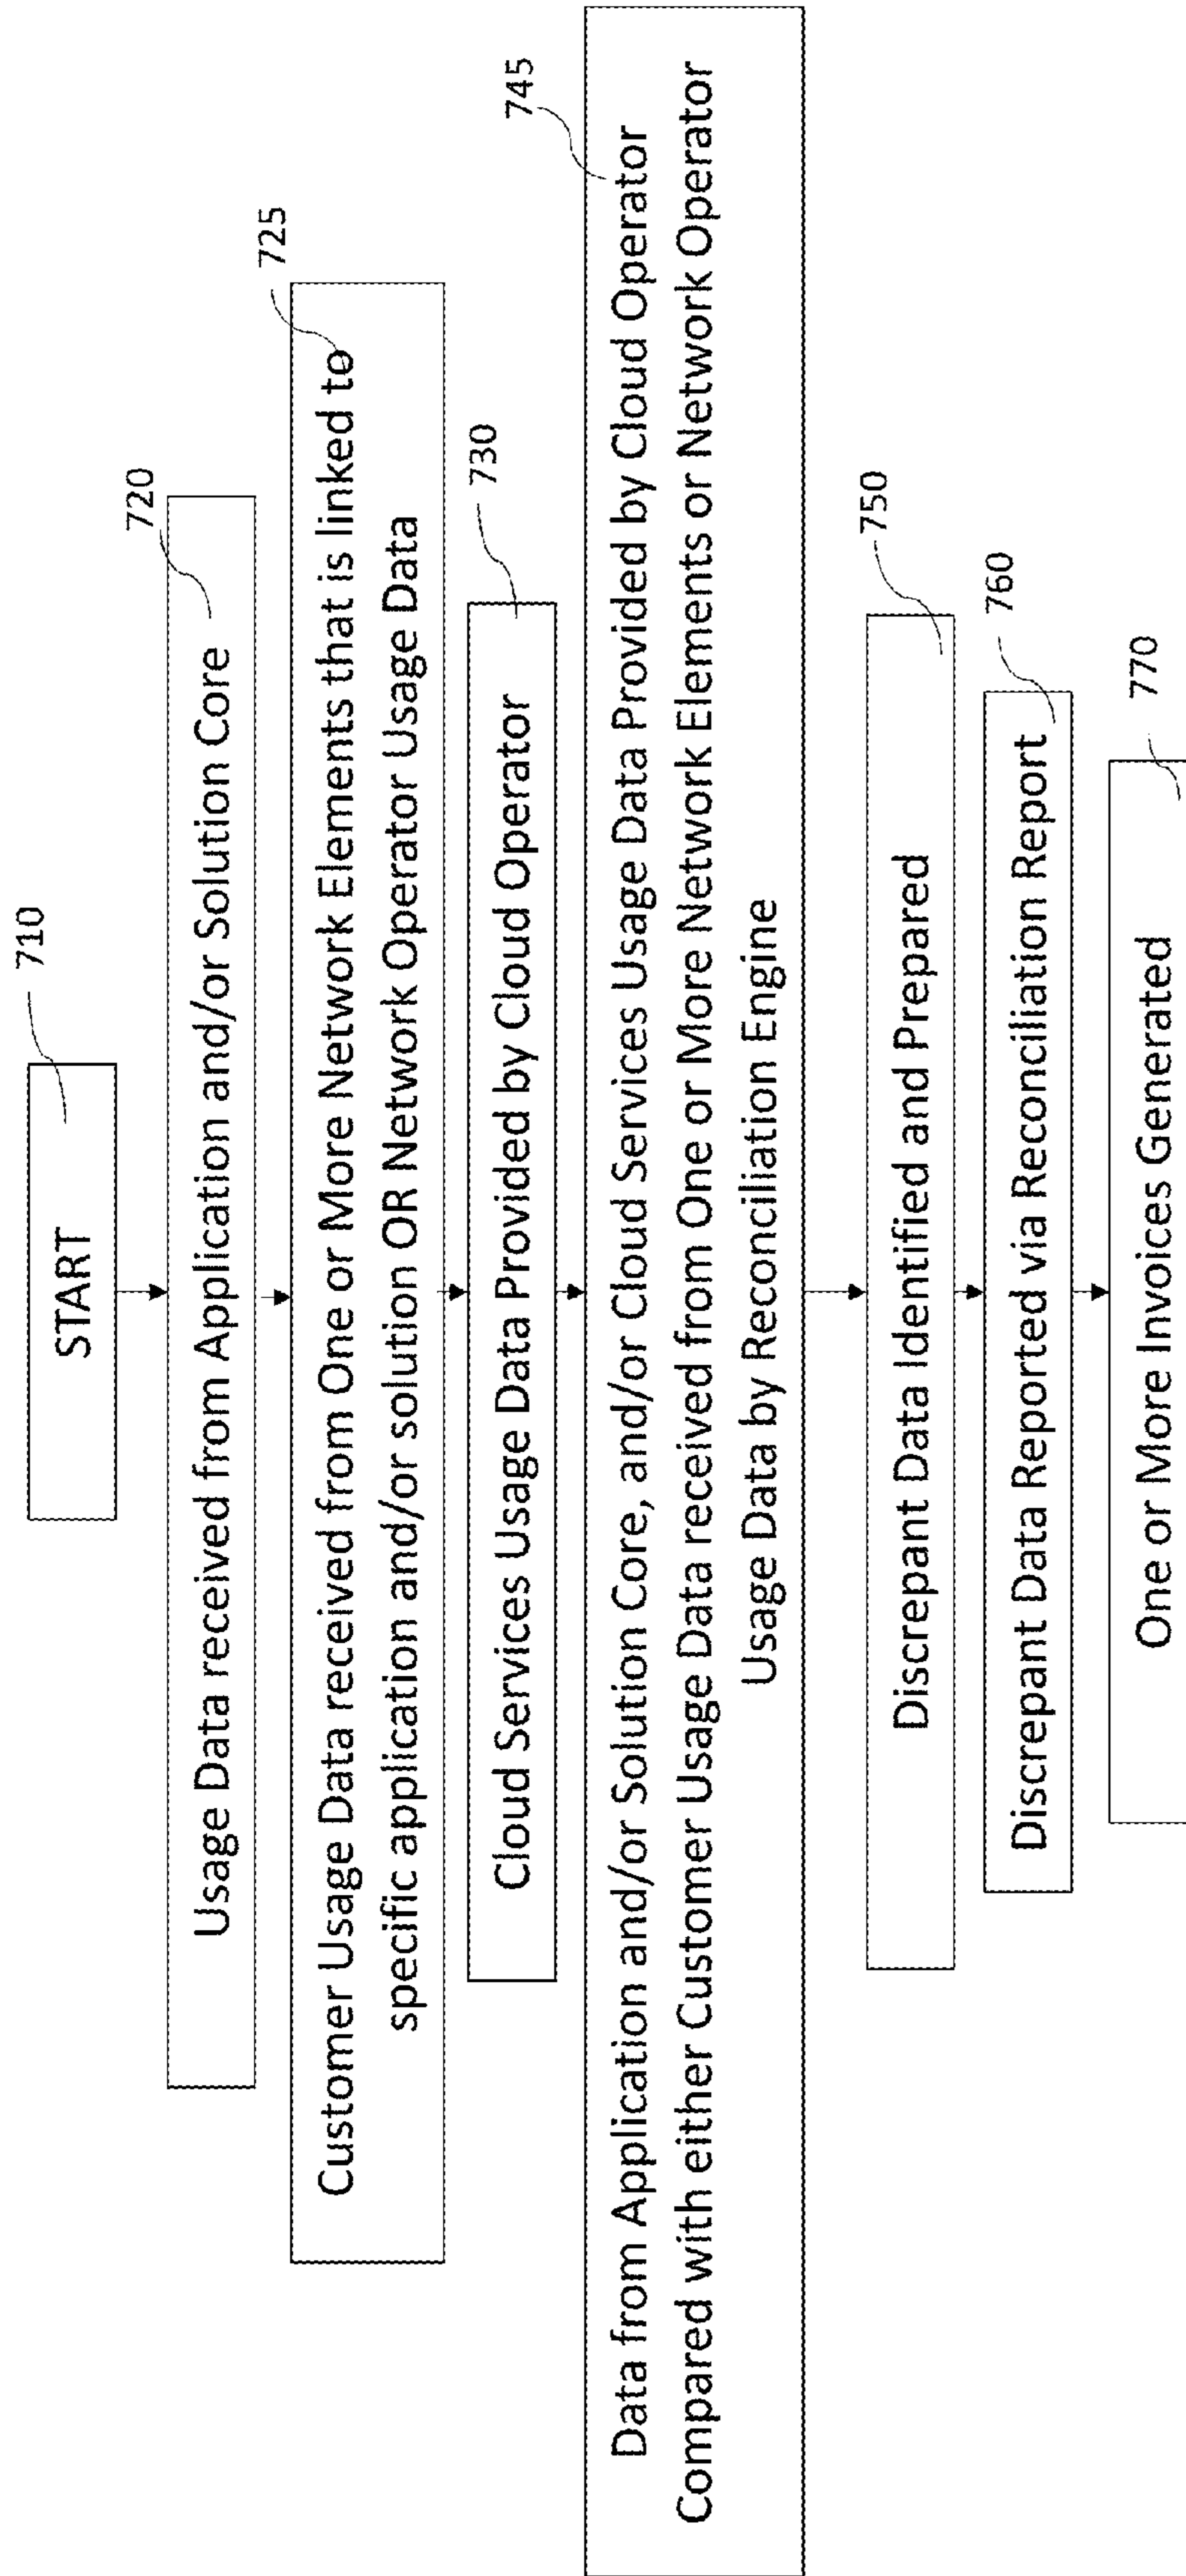 START
710
Usage Data received from Application and/or Solution Core
720
Customer Usage Data received from One or More Network Elements that is linked to
specific application and/or solution OR Network Operator Usage Data
725
Cloud Services Usage Data Provided by Cloud Operator
730
Data from Application and/or Solution Core, and/or Cloud Services Usage Data Provided by Cloud Operator
Compared with either Customer Usage Data received from One or More Network Elements or Network Operator
Usage Data by Reconciliation Engine
745
Discrepant Data Identified and Prepared
750
Discrepant Data Reported via Reconciliation Report
760
One or More Invoices Generated
770